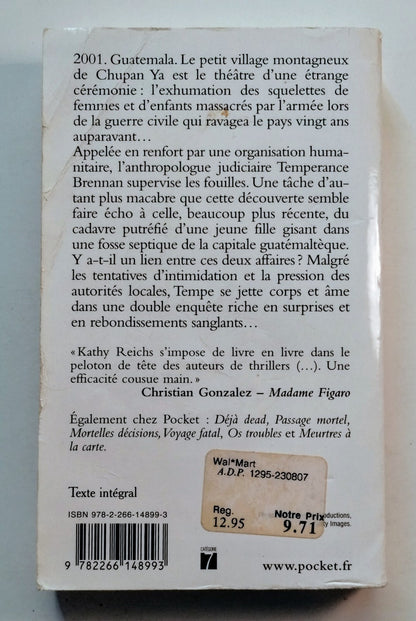 2001. Guatemala. Le petit village montagneux
de Chupan Ya est le théâtre d'une étrange
cérémonie : l'exhumation des squelettes de
femmes et d'enfants massacrés par l'armée lors
de la guerre civile qui ravagea le pays vingt ans
auparavant...
Appelée en renfort par une organisation huma-
nitaire, l'anthropologue judiciaire Temperance
Brennan supervise les fouilles. Une tâche d'au-
tant plus macabre que cette découverte semble
faire écho à celle, beaucoup plus récente, du
cadavre putréfié d'une jeune fille gisant dans
une fosse septique de la capitale guatémaltèque.
Y a-t-il un lien entre ces deux affaires ? Malgré
les tentatives d'intimidation et la pression des
autorités locales, Tempe se jette corps et âme
dans une double enquête riche en surprises et
en rebondissements sanglants...
« Kathy Reichs s'impose de livre en livre dans le
peloton de tête des auteurs de thrillers (...). Une
efficacité cousue main. »
Christian Gonzalez – Madame Figaro
Également chez Pocket : Déjà dead, Passage mortel,
Mortelles décisions, Voyage fatal, Os troubles et Meurtres à
la carte.
Wal*Mart
A.D.P. 1295-230807
Reg.
12.95
Notre Prix
9.71
Texte intégral
oductions,
ty Images.
ISBN 978-2-266-14899-3
9 782266 148993
CATÉGORIE
7
www.pocket.fr